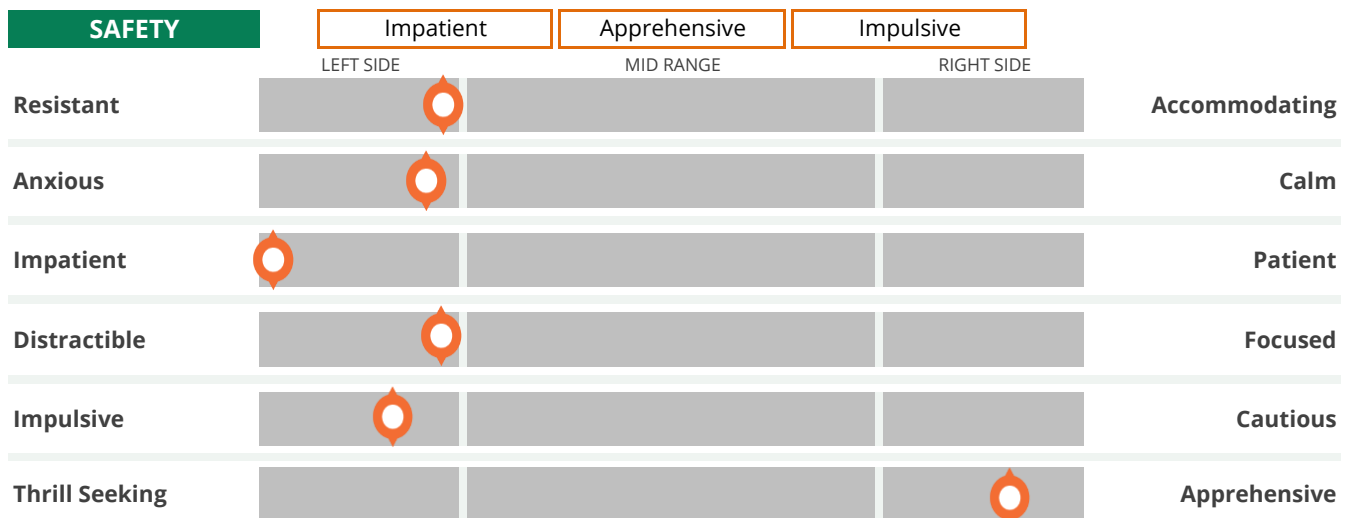 SAFETY Impatient Apprehensive Impulsive
LEFT SIDE MID RANGE RIGHT SIDE
Resistant Accommodating
Anxious Calm
Impatient Patient
Distractible Focused
Impulsive Cautious
Thrill Seeking Apprehensive